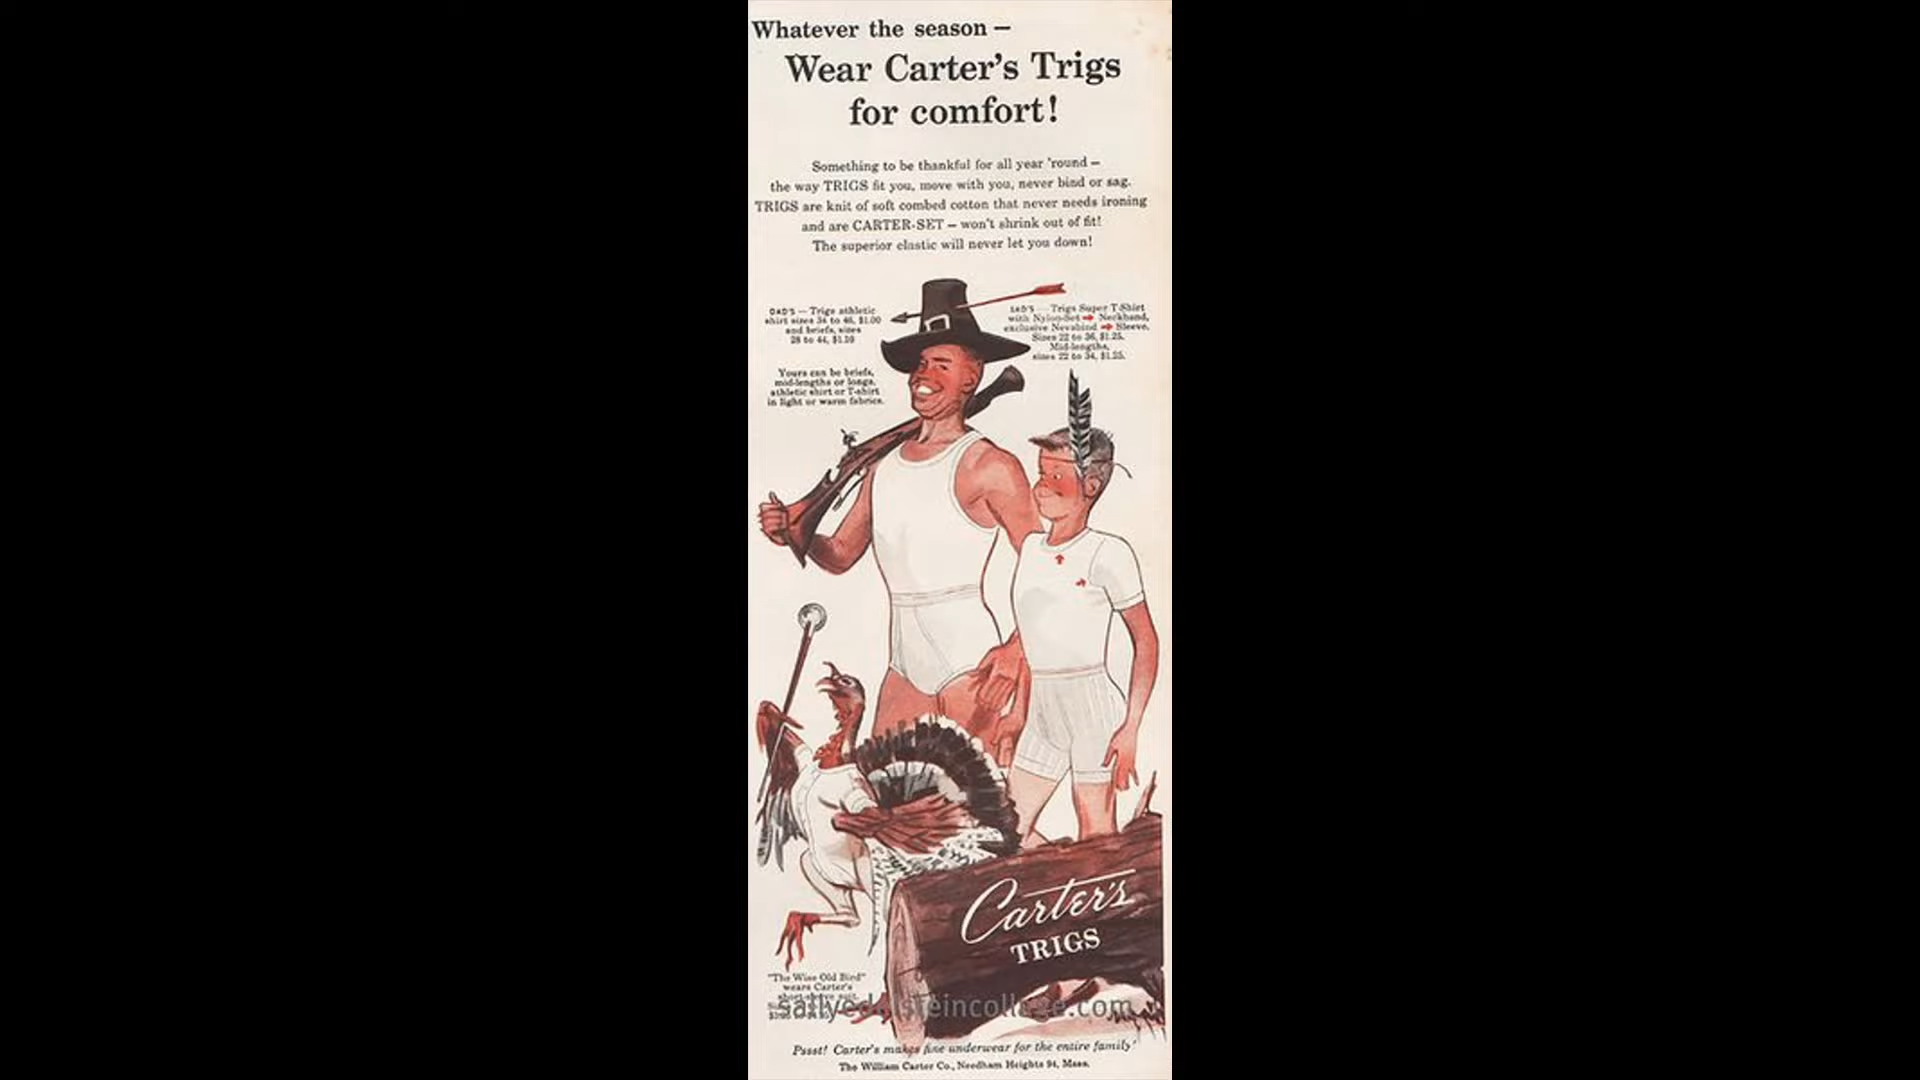 Whatever the season –
Wear Carter's Trigs
for comfort!
Something to be thankful for all year 'round –
the way TRIGS fit you, move with you, never bind or sag.
TRIGS are knit of soft combed cotton that never needs ironing
and are CARTER-SET – won't shrink out of fit!
The superior elastic will never let you down!
DAD'S — Trigs athletic
shirt sizes 34 to 46, $1.00
and briefs, sizes
28 to 44,
Yours can be briefs,
mid-lengths or longs,
athletic shirt or T-shirt
in light or warm fabrics.
LAD'S — Trigs Super T-Shirt
with Nylon-Set ➡ Neckband,
exclusive Nevabind ➡ Sleeve.
Sizes 22 to 36, $1.25.
Mid-lengths,
sizes 22 to 34, $1.25.
Carter's
TRIGS
"The Wise Old Bird"
wears Carter's
short-sleeve suit.
sallyedelsteincollage.com
Pssst! Carter's makes fine underwear for the entire family!
The William Carter Co., Needham Heights 94, Mass.